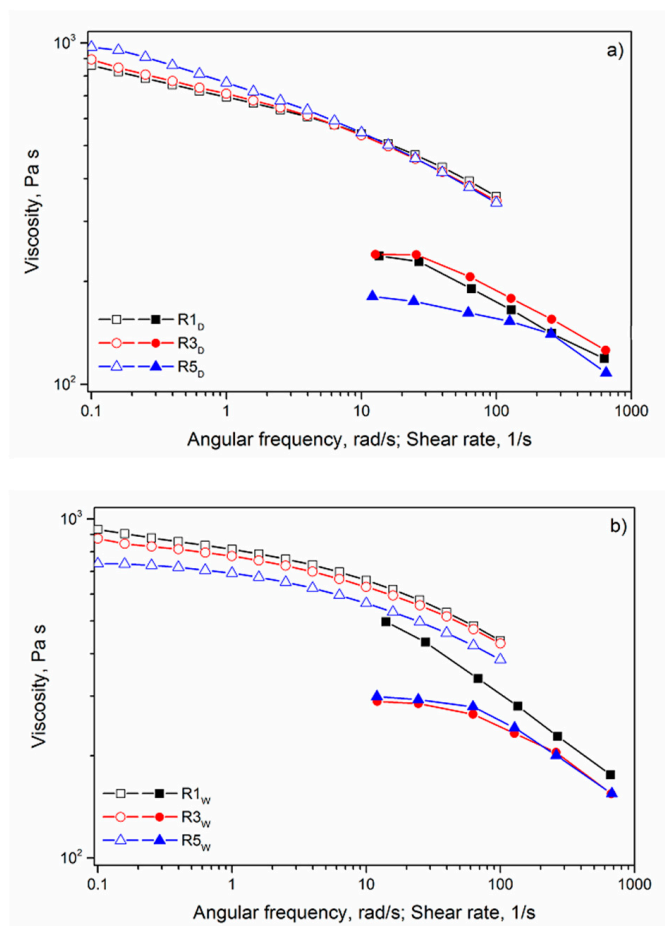 10³
a)
Viscosity, Pa s
R1D
R3D
R5D
10²
0.1 1 10 100 1000
Angular frequency, rad/s; Shear rate, 1/s
10³
b)
Viscosity, Pa s
R1W
R3W
R5W
10²
0.1 1 10 100 1000
Angular frequency, rad/s; Shear rate, 1/s